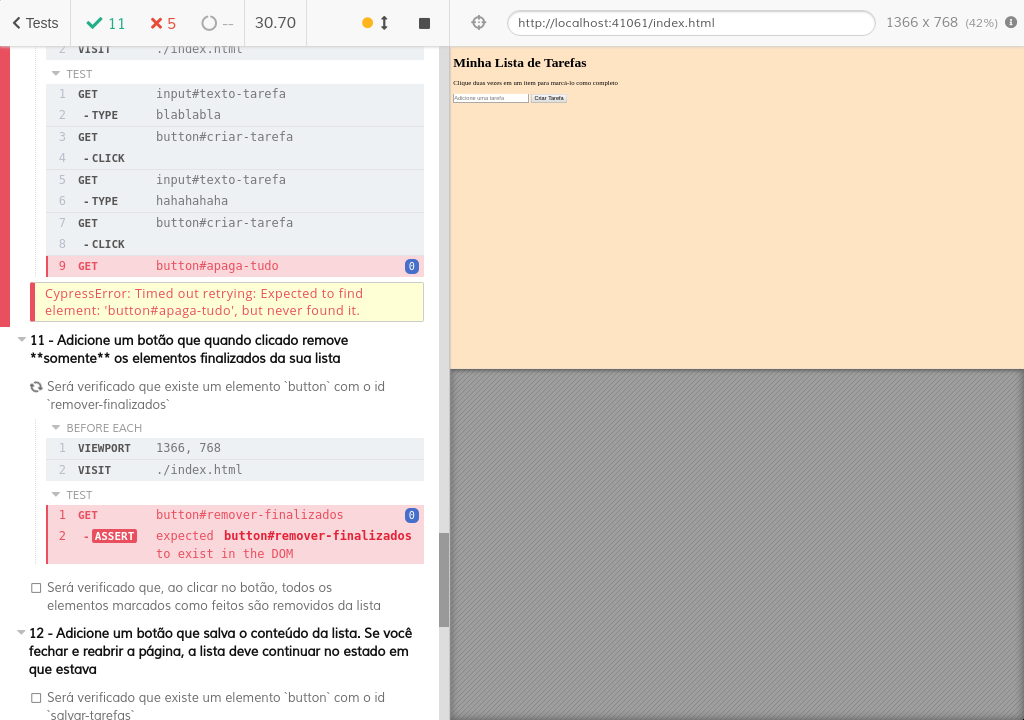 Tests 11 5 -- 30.70 http://localhost:41061/index.html 1366 x 768 (42%)
2 VISIT ./index.html
TEST
1 GET input#texto-tarefa
2 -TYPE blablabla
3 GET button#criar-tarefa
4 -CLICK
5 GET input#texto-tarefa
6 -TYPE hahahahaha
7 GET button#criar-tarefa
8 -CLICK
9 GET button#apaga-tudo 0
CypressError: Timed out retrying: Expected to find
element: 'button#apaga-tudo', but never found it.
11 - Adicione um botão que quando clicado remove
**somente** os elementos finalizados da sua lista
Será verificado que existe um elemento `button` com o id
`remover-finalizados`
BEFORE EACH
1 VIEWPORT 1366, 768
2 VISIT ./index.html
TEST
1 GET button#remover-finalizados 0
2 -ASSERT expected button#remover-finalizados
to exist in the DOM
Será verificado que, ao clicar no botão, todos os
elementos marcados como feitos são removidos da lista
12 - Adicione um botão que salva o conteúdo da lista. Se você
fechar e reabrir a página, a lista deve continuar no estado em
que estava
Será verificado que existe um elemento `button` com o id
`salvar-tarefas`
Minha Lista de Tarefas
Clique duas vezes em um item para marcá-lo como completo
Adicione uma tarefa Criar Tarefa